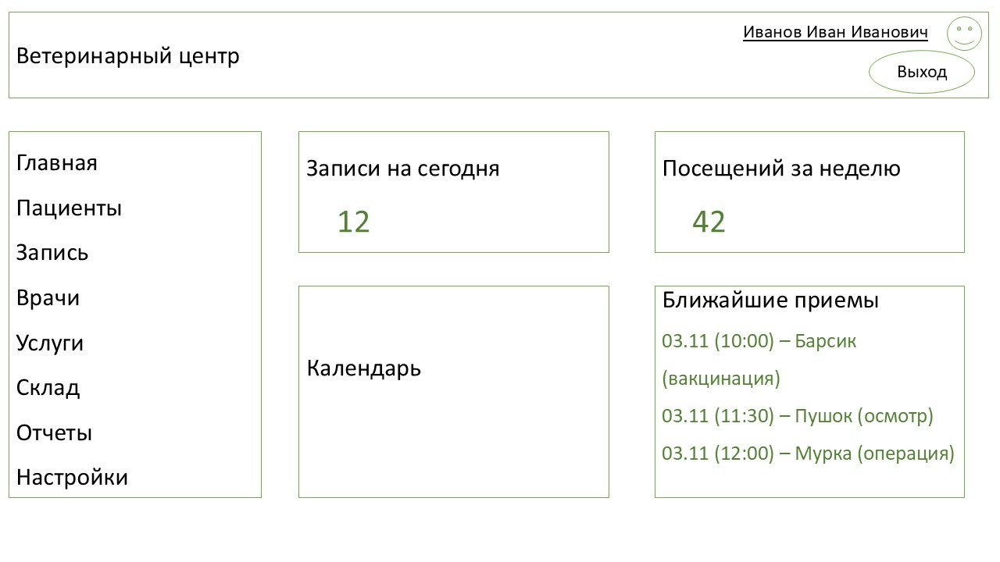 Иванов Иван Иванович
Ветеринарный центр
Выход
Главная
Пациенты
Запись
Врачи
Услуги
Склад
Отчеты
Настройки
Записи на сегодня
12
Посещений за неделю
42
Календарь
Ближайшие приемы
03.11 (10:00) – Барсик
(вакцинация)
03.11 (11:30) – Пушок (осмотр)
03.11 (12:00) – Мурка (операция)